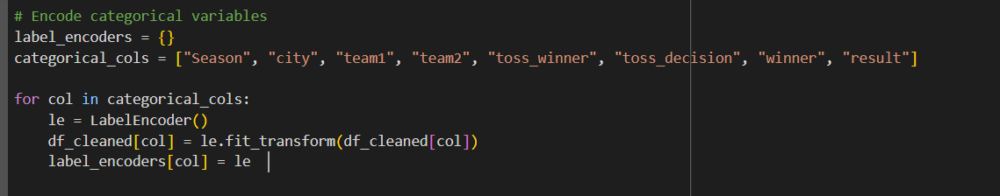 # Encode categorical variables
label_encoders = {}
categorical_cols = ["Season", "city", "team1", "team2", "toss_winner", "toss_decision", "winner", "result"]
for col in categorical_cols:
    le = LabelEncoder()
    df_cleaned[col] = le.fit_transform(df_cleaned[col])
    label_encoders[col] = le